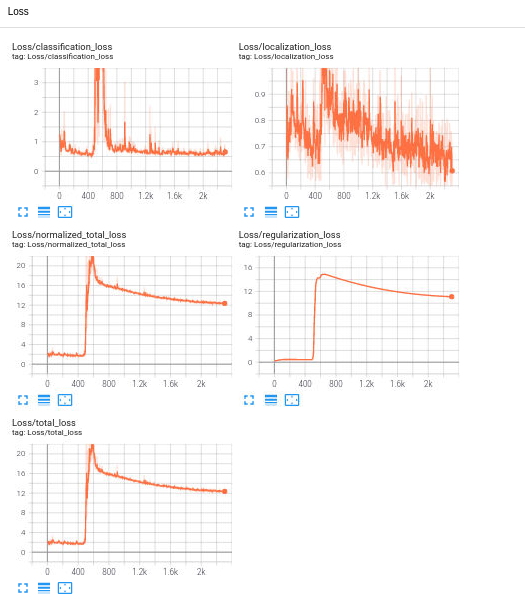 Loss
Loss/classification_loss
tag: Loss/classification_loss
3
2
1
0
0 400 800 1.2k 1.6k 2k
Loss/localization_loss
tag: Loss/localization_loss
0.9
0.8
0.7
0.6
0 400 800 1.2k 1.6k 2k
Loss/normalized_total_loss
tag: Loss/normalized_total_loss
20
16
12
8
4
0
0 400 800 1.2k 1.6k 2k
Loss/regularization_loss
tag: Loss/regularization_loss
16
12
8
4
0
0 400 800 1.2k 1.6k 2k
Loss/total_loss
tag: Loss/total_loss
20
16
12
8
4
0
0 400 800 1.2k 1.6k 2k